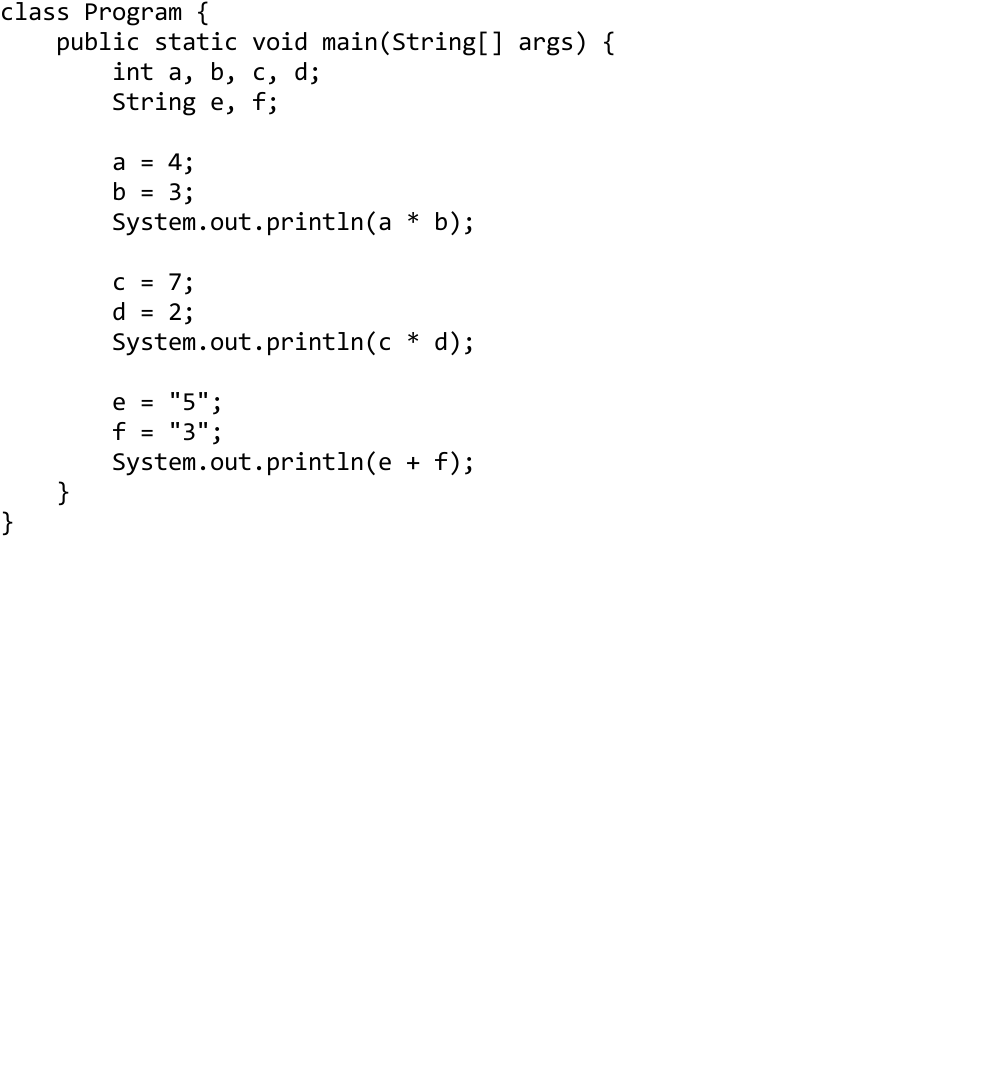 class Program {
    public static void main(String[] args) {
        int a, b, c, d;
        String e, f;

        a = 4;
        b = 3;
        System.out.println(a * b);

        c = 7;
        d = 2;
        System.out.println(c * d);

        e = "5";
        f = "3";
        System.out.println(e + f);
    }
}